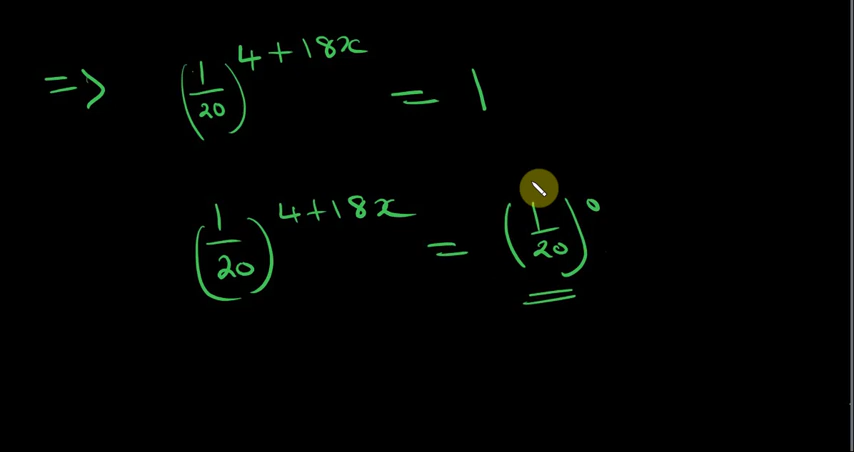 => (1/20)^(4+18x) = 1
(1/20)^(4+18x) = (1/20)^0